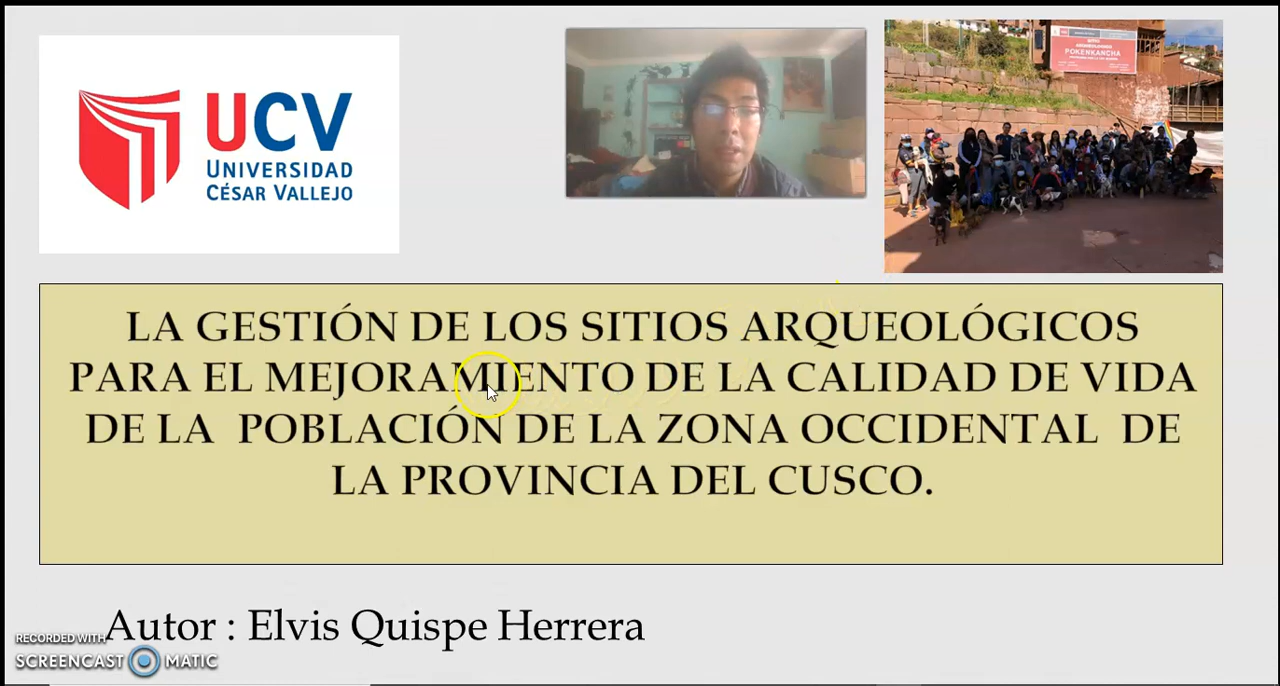 UCV
UNIVERSIDAD
CÉSAR VALLEJO
POKENKANCHA
LA GESTIÓN DE LOS SITIOS ARQUEOLÓGICOS
PARA EL MEJORAMIENTO DE LA CALIDAD DE VIDA
DE LA POBLACIÓN DE LA ZONA OCCIDENTAL DE
LA PROVINCIA DEL CUSCO.
Autor : Elvis Quispe Herrera
RECORDED WITH
SCREENCAST MATIC